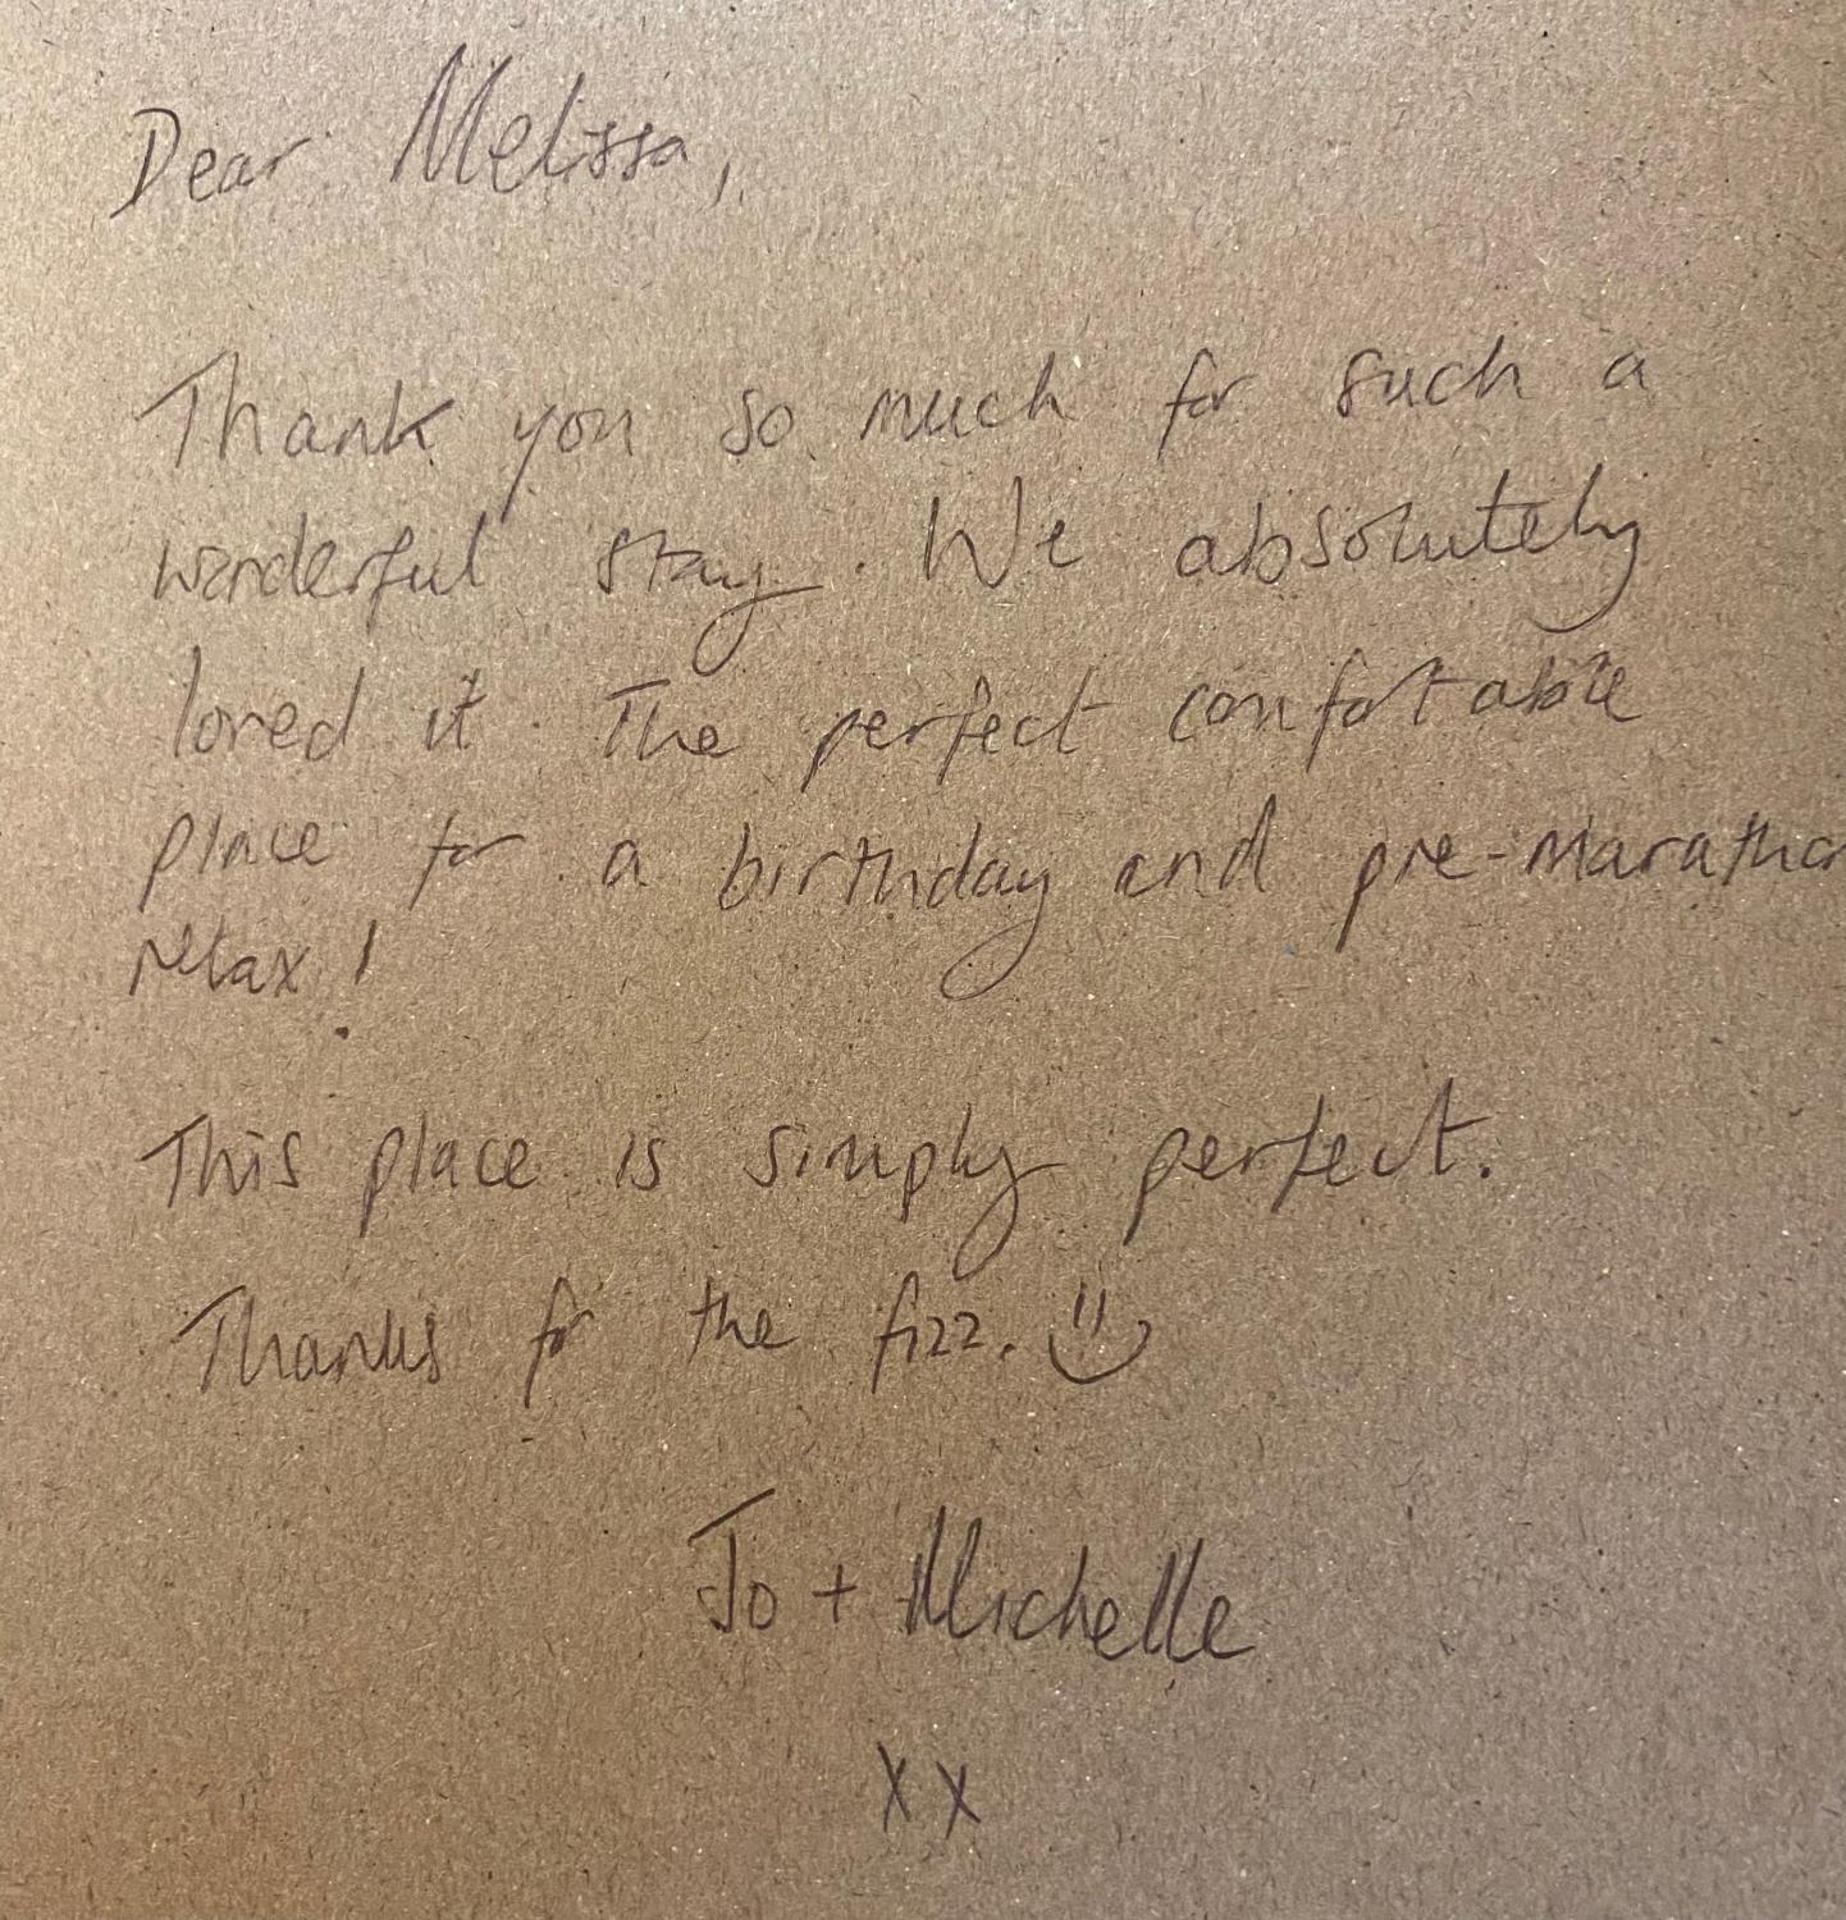 Dear Melissa,
Thank you so much for such a
wonderful stay. We absolutely
loved it. The perfect comfortable
place for a birthday and pre-maratho
relax!
This place is simply perfect.
Thanks for the fizz. :)
Jo + Michelle
xx